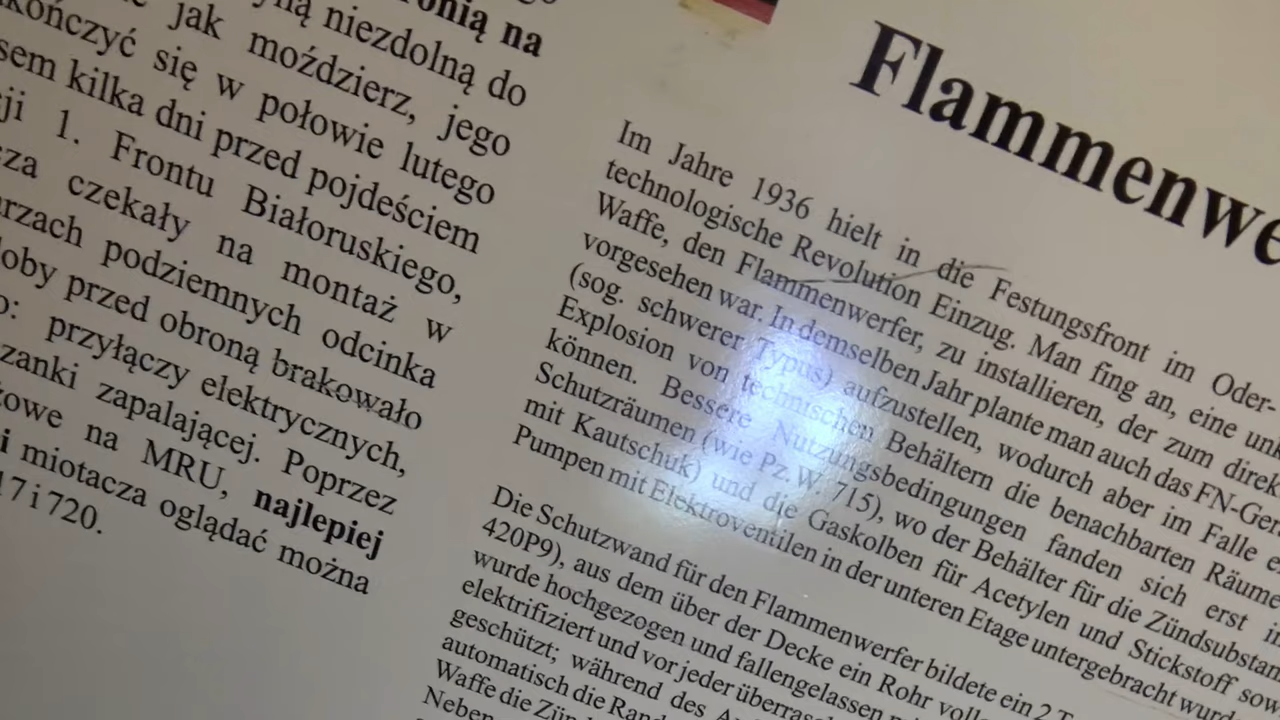 ronią na
niezdolną do
jak moździerz, jego
kończyć się w połowie lutego
sem kilka dni przed pojdeściem
ji 1. Frontu Białoruskiego,
za czekały na montaż w
rzach podziemnych odcinka
doby przed obroną brakowało
o: przyłączy elektrycznych,
zanki zapalającej. Poprzez
owe na MRU, najlepiej
i miotacza oglądać można
17 i 720.
Flammenwe
Im Jahre 1936 hielt in die Festungsfront im Oder-
technologische Revolution Einzug. Man fing an, eine unk
Waffe, den Flammenwerfer, zu installieren, der zum direk
vorgesehen war. In demselben Jahr plante man auch das FN-Ger
(sog. schwerer Typus) aufzustellen, wodurch aber im Falle e
Explosion von technischen Behältern die benachbarten Räume
können. Bessere Nutzungsbedingungen fanden sich erst i
Schutzräumen (wie Pz. W. 715), wo der Behälter für die Zündsubstan
mit Kautschuk) und die Gaskolben für Acetylen und Stickstoff sow
Pumpen mit Elektroventilen in der unteren Etage untergebracht wurd
Die Schutzwand für den Flammenwerfer bildete ein 2
420P9), aus dem über der Decke ein Rohr voll
wurde hochgezogen und fallengelassen
elektrifiziert und vor jeder überras
geschützt; während des
automatisch die Ran
Waffe die Zün
Neben